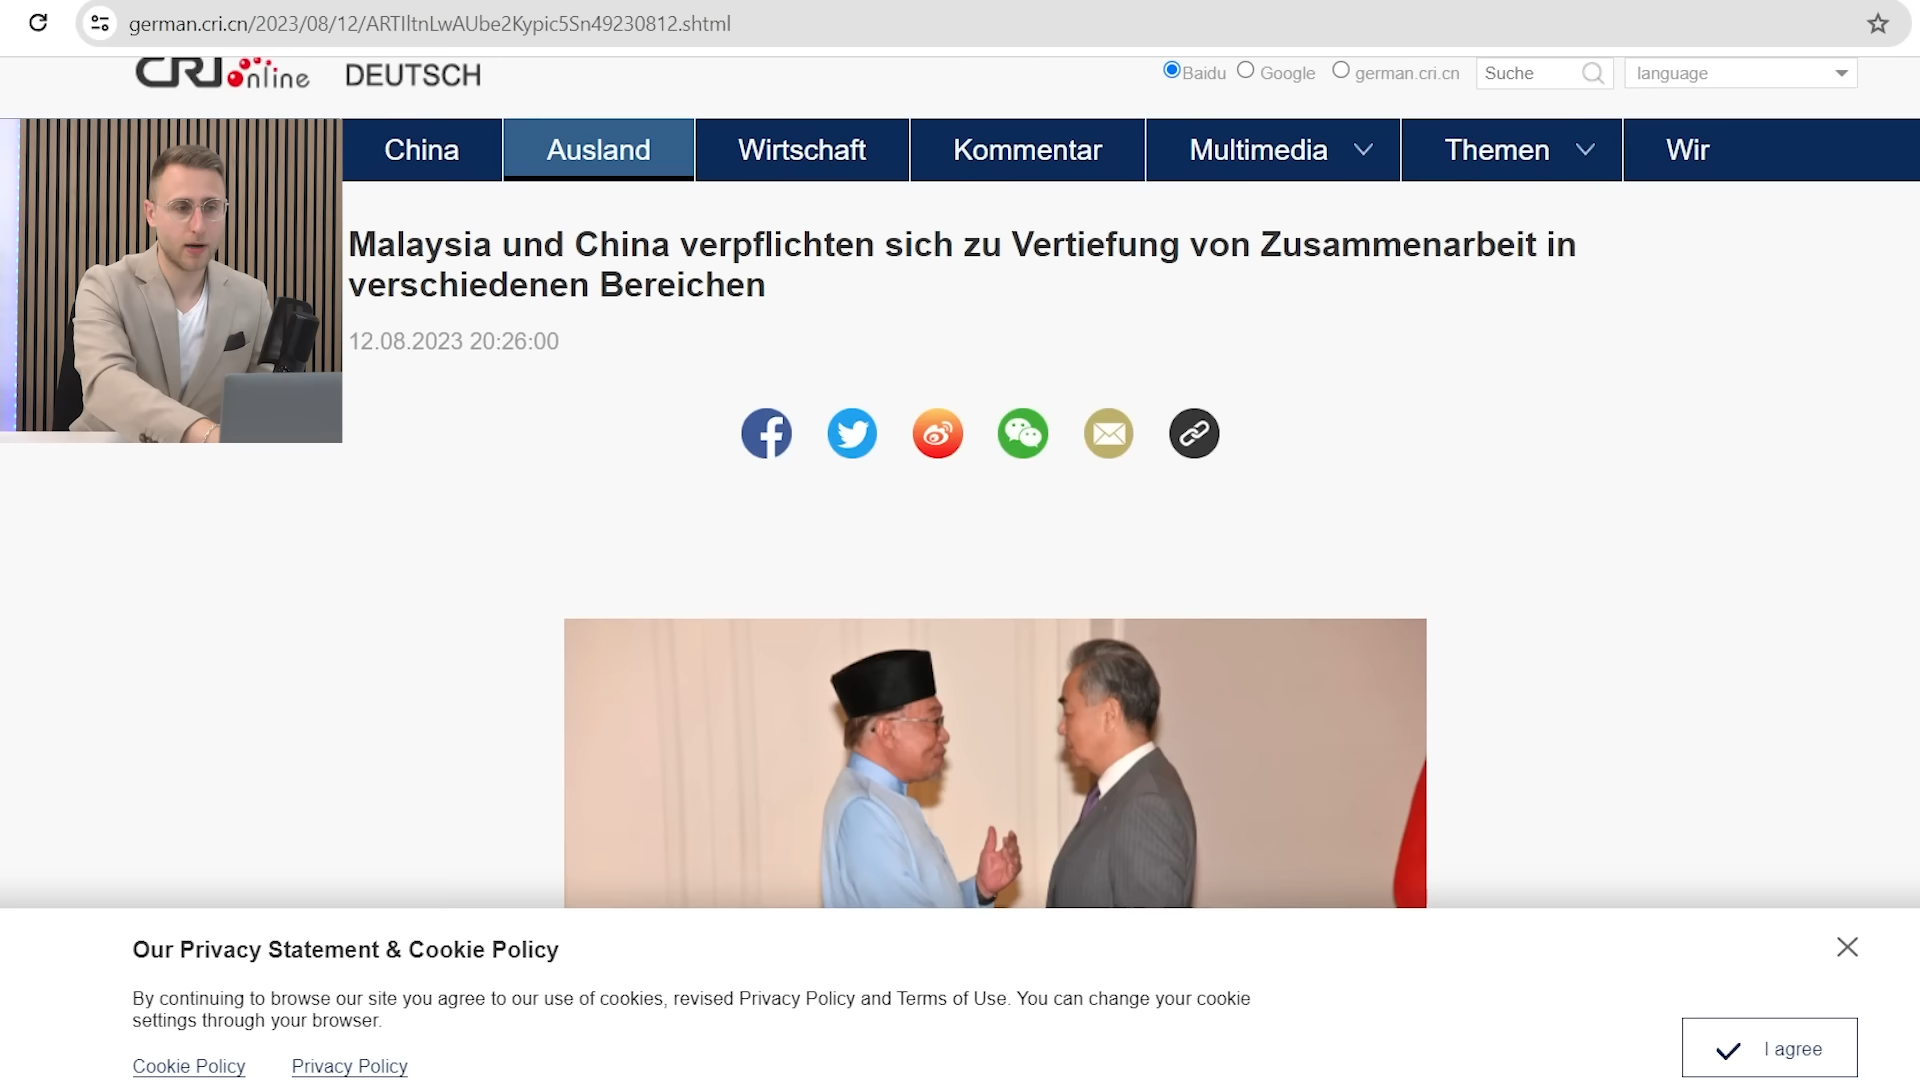 german.cri.cn/2023/08/12/ARTIltnLwAUbe2Kypic5Sn49230812.shtml
CRI online DEUTSCH
Baidu Google german.cri.cn Suche language
China Ausland Wirtschaft Kommentar Multimedia Themen Wir
Malaysia und China verpflichten sich zu Vertiefung von Zusammenarbeit in
verschiedenen Bereichen
12.08.2023 20:26:00
Our Privacy Statement & Cookie Policy
By continuing to browse our site you agree to our use of cookies, revised Privacy Policy and Terms of Use. You can change your cookie
settings through your browser.
Cookie Policy Privacy Policy
I agree